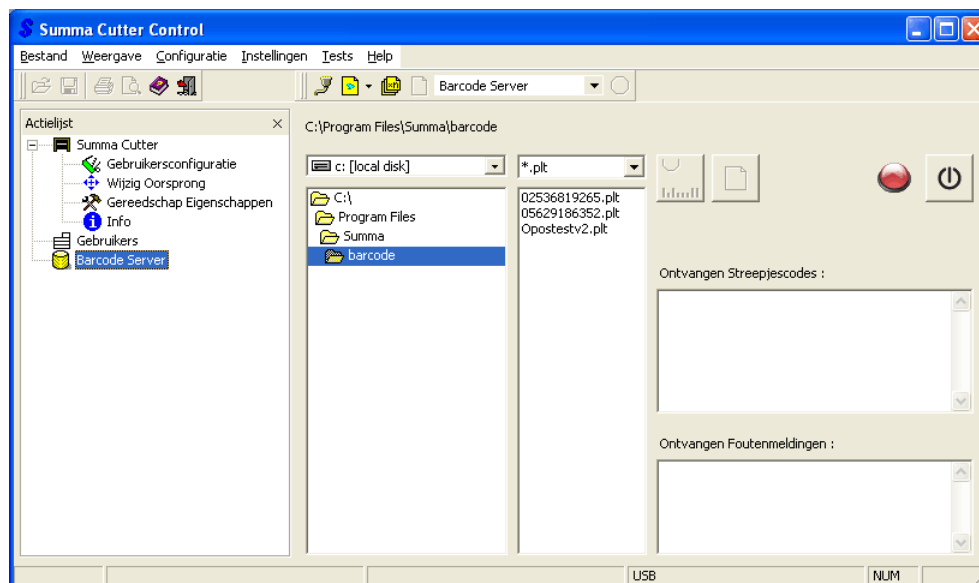 Summa Cutter Control
Bestand Weergave Configuratie Instellingen Tests Help
Barcode Server
Actielijst
Summa Cutter
Gebruikersconfiguratie
Wijzig Oorsprong
Gereedschap Eigenschappen
Info
Gebruikers
Barcode Server
C:\Program Files\Summa\barcode
c: [local disk]
*.plt
C:\
Program Files
Summa
barcode
02536819265.plt
05629186352.plt
Opostestv2.plt
Ontvangen Streepjescodes :
Ontvangen Foutenmeldingen :
USB
NUM